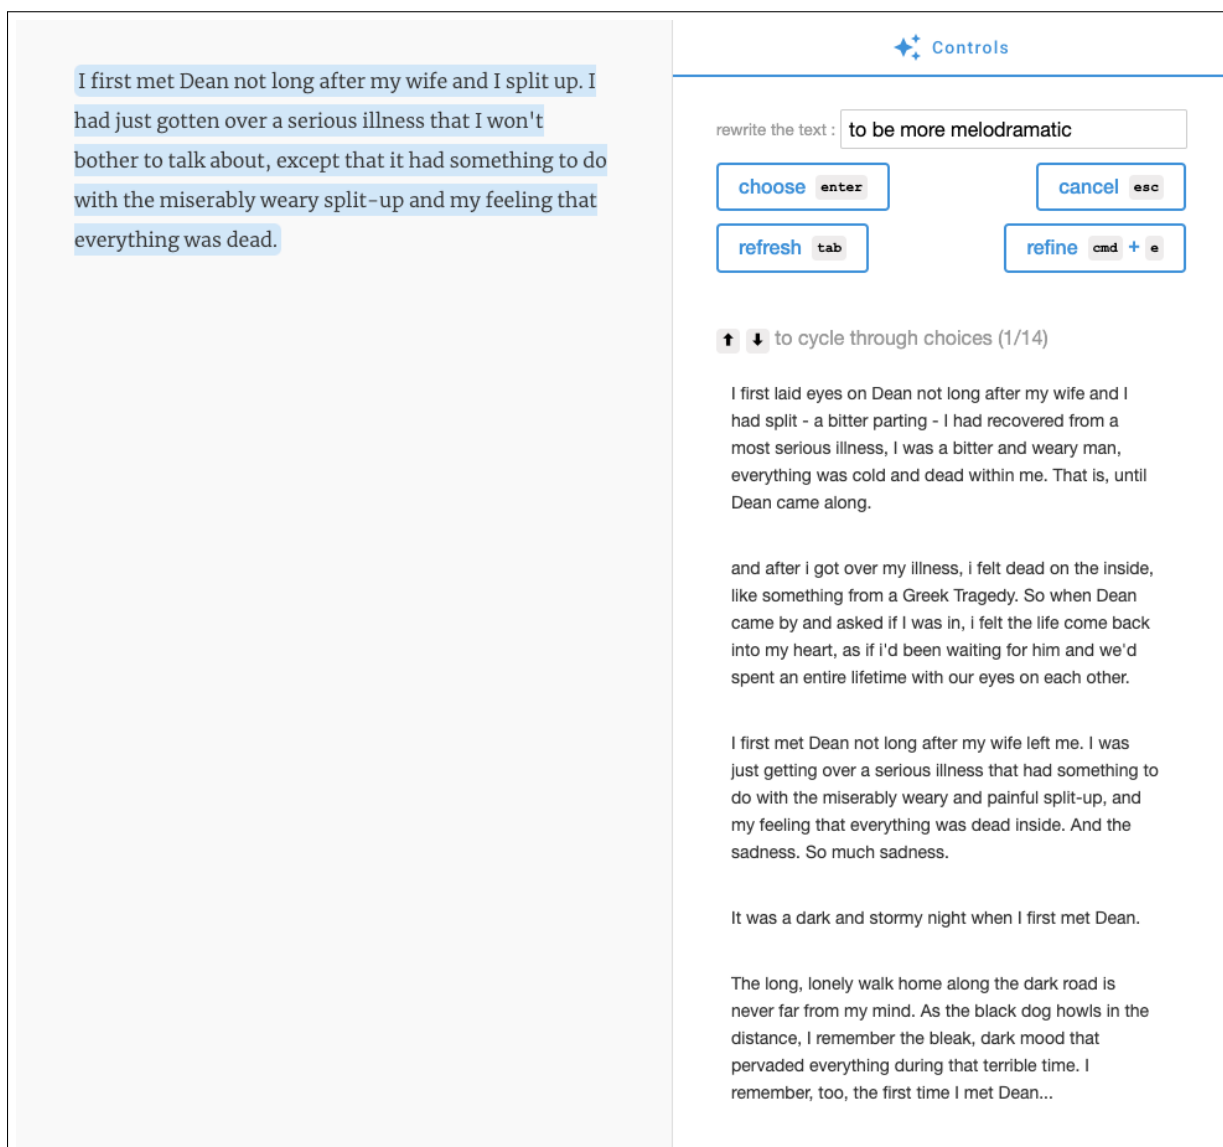 I first met Dean not long after my wife and I split up. I
had just gotten over a serious illness that I won't
bother to talk about, except that it had something to do
with the miserably weary split-up and my feeling that
everything was dead.
Controls
rewrite the text : to be more melodramatic
choose enter
cancel esc
refresh tab
refine cmd + e
⬆ ⬇ to cycle through choices (1/14)
I first laid eyes on Dean not long after my wife and I
had split - a bitter parting - I had recovered from a
most serious illness, I was a bitter and weary man,
everything was cold and dead within me. That is, until
Dean came along.
and after i got over my illness, i felt dead on the inside,
like something from a Greek Tragedy. So when Dean
came by and asked if I was in, i felt the life come back
into my heart, as if i'd been waiting for him and we'd
spent an entire lifetime with our eyes on each other.
I first met Dean not long after my wife left me. I was
just getting over a serious illness that had something to
do with the miserably weary and painful split-up, and
my feeling that everything was dead inside. And the
sadness. So much sadness.
It was a dark and stormy night when I first met Dean.
The long, lonely walk home along the dark road is
never far from my mind. As the black dog howls in the
distance, I remember the bleak, dark mood that
pervaded everything during that terrible time. I
remember, too, the first time I met Dean...